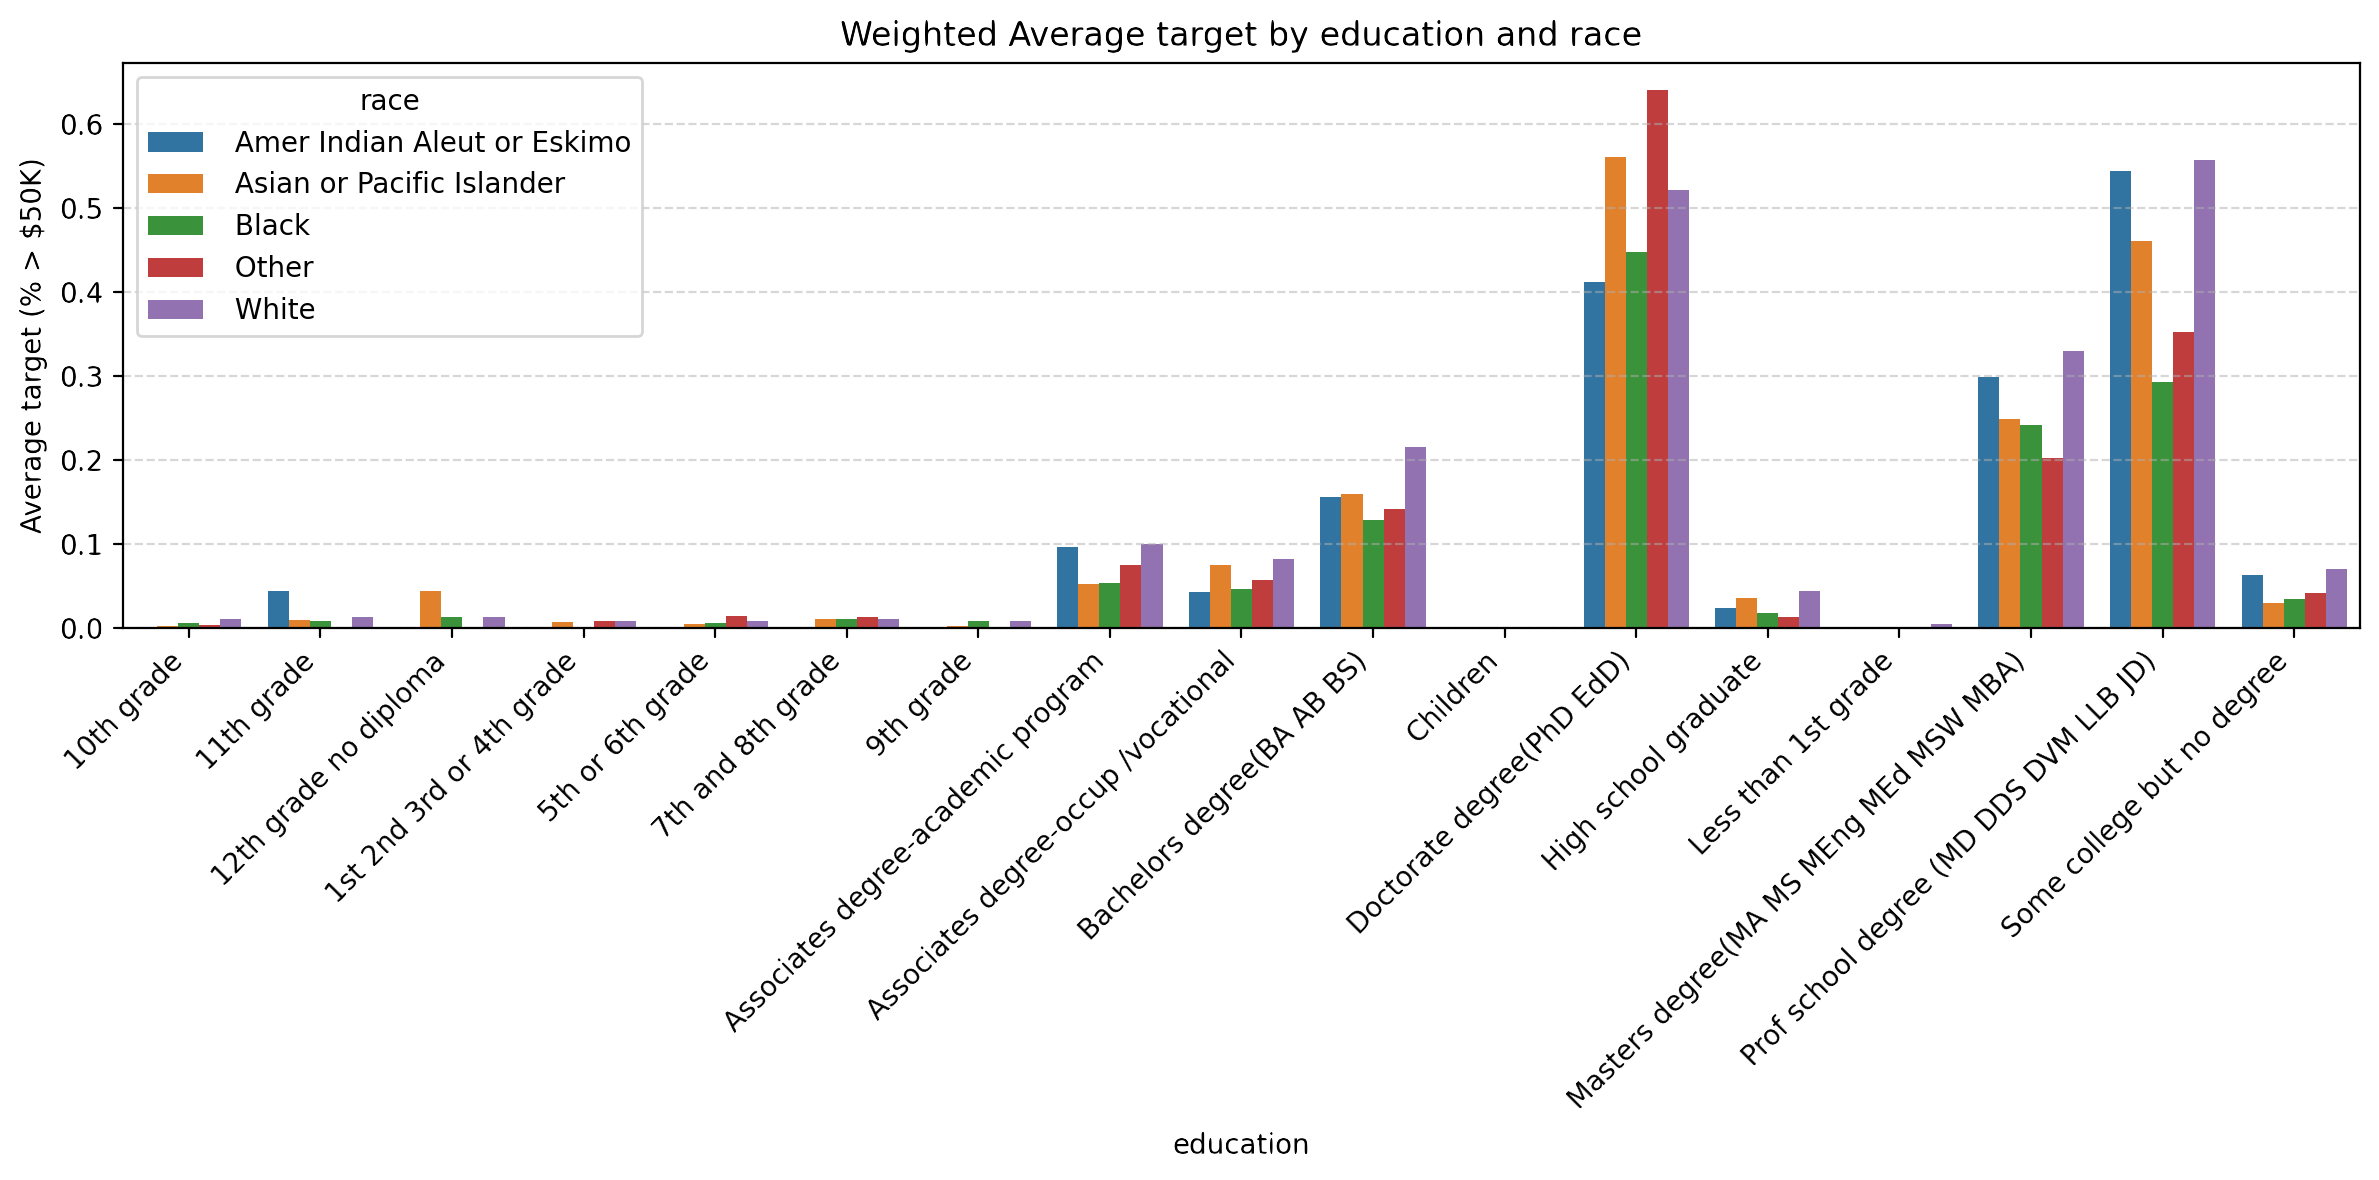 Weighted Average target by education and race
race
Amer Indian Aleut or Eskimo
Asian or Pacific Islander
Black
Other
White
Average target (% > $50K)
0.6
0.5
0.4
0.3
0.2
0.1
0.0
10th grade
11th grade
12th grade no diploma
1st 2nd 3rd or 4th grade
5th or 6th grade
7th and 8th grade
9th grade
Associates degree-academic program
Associates degree-occup /vocational
Bachelors degree(BA AB BS)
Children
Doctorate degree(PhD EdD)
High school graduate
Less than 1st grade
Masters degree(MA MS MEng MEd MSW MBA)
Prof school degree (MD DDS DVM LLB JD)
Some college but no degree
education